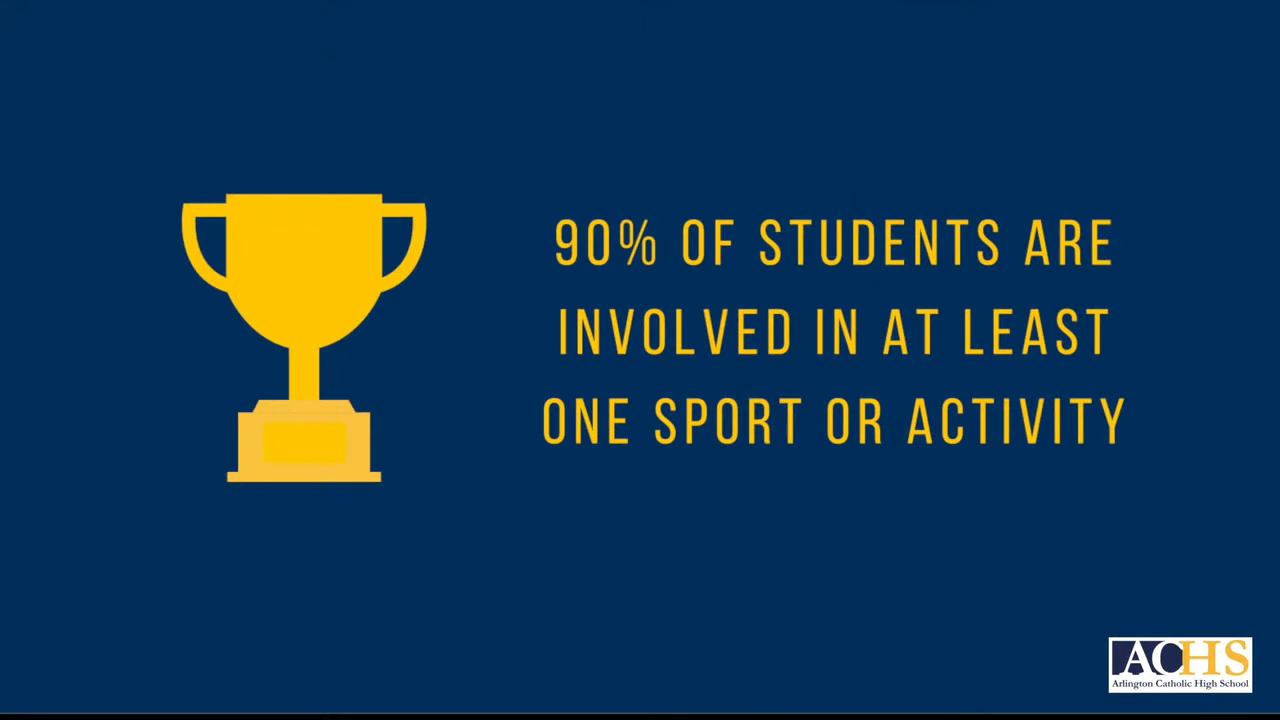 90% OF STUDENTS ARE
INVOLVED IN AT LEAST
ONE SPORT OR ACTIVITY
ACHS
Arlington Catholic High School